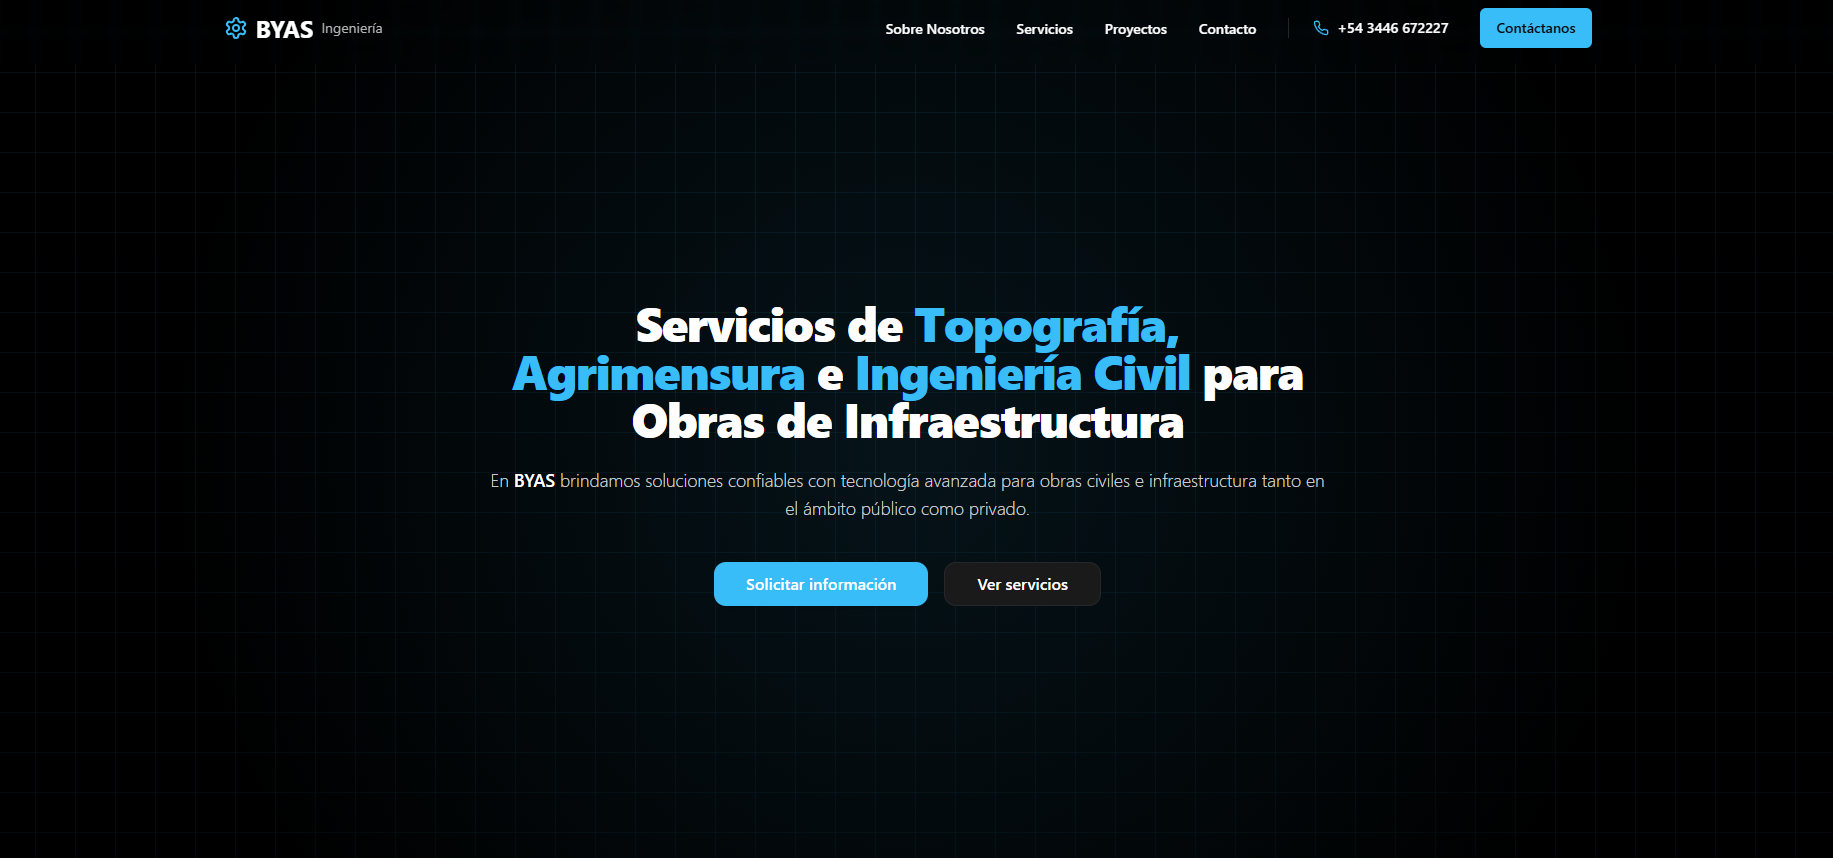 BYAS Ingeniería
Sobre Nosotros
Servicios
Proyectos
Contacto
+54 3446 672227
Contáctanos
Servicios de Topografía,
Agrimensura e Ingeniería Civil para
Obras de Infraestructura
En BYAS brindamos soluciones confiables con tecnología avanzada para obras civiles e infraestructura tanto en
el ámbito público como privado.
Solicitar información
Ver servicios